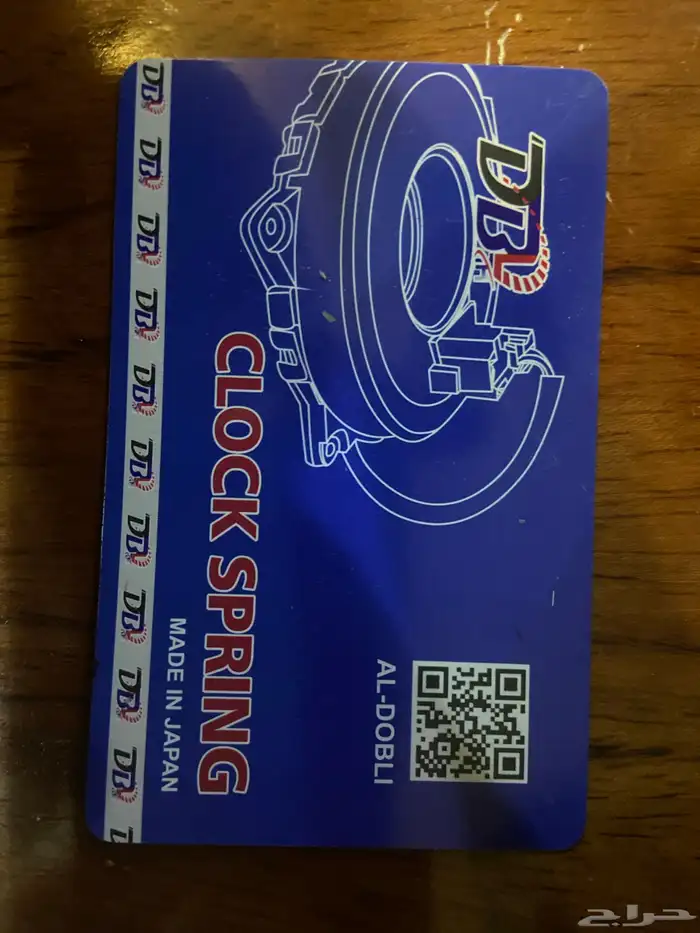 DBL
CLOCK SPRING
MADE IN JAPAN
AL-DOBLI
حراج